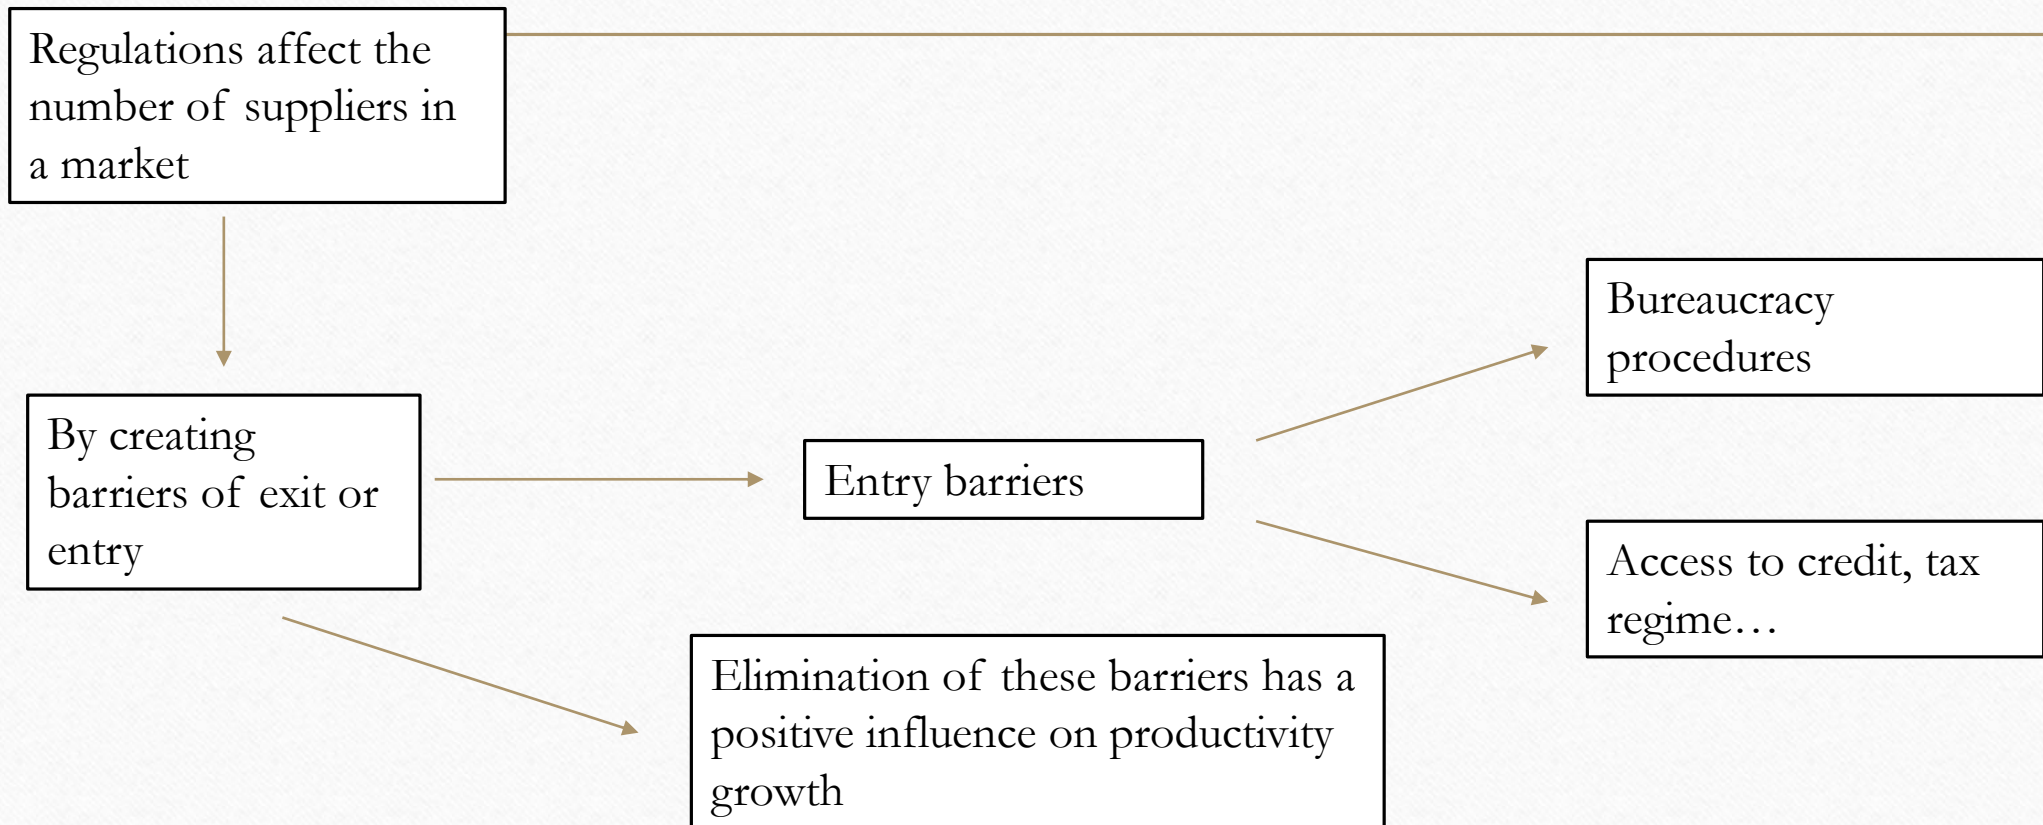 Regulations affect the
number of suppliers in
a market
By creating
barriers of exit or
entry
Entry barriers
Bureaucracy
procedures
Access to credit, tax
regime…
Elimination of these barriers has a
positive influence on productivity
growth